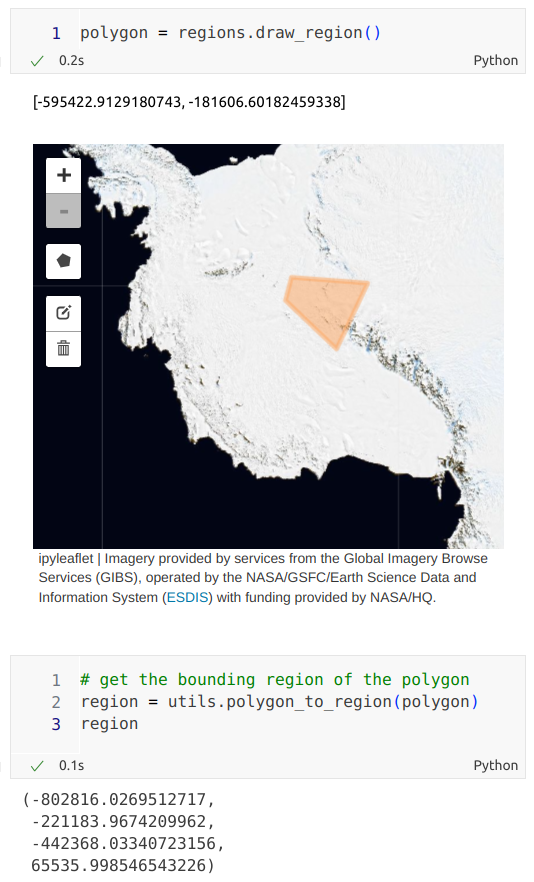 1 polygon = regions.draw_region()
0.2s Python
[-595422.9129180743, -181606.60182459338]
+
-
ipyleaflet | Imagery provided by services from the Global Imagery Browse
Services (GIBS), operated by the NASA/GSFC/Earth Science Data and
Information System (ESDIS) with funding provided by NASA/HQ.
1 # get the bounding region of the polygon
2 region = utils.polygon_to_region(polygon)
3 region
0.1s Python
(-802816.0269512717,
-221183.9674209962,
-442368.03340723156,
65535.998546543226)